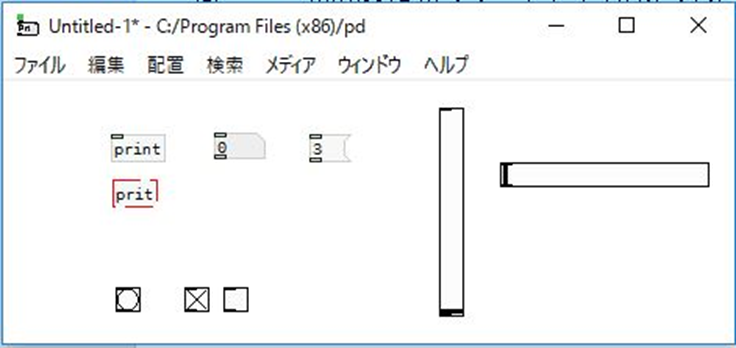 Untitled-1* - C:/Program Files (x86)/pd
ファイル 編集 配置 検索 メディア ウィンドウ ヘルプ
print 0 3
prit